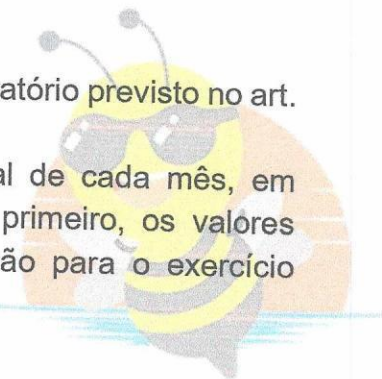 atório previsto no art.
al de cada mês, em
primeiro, os valores
ão para o exercício